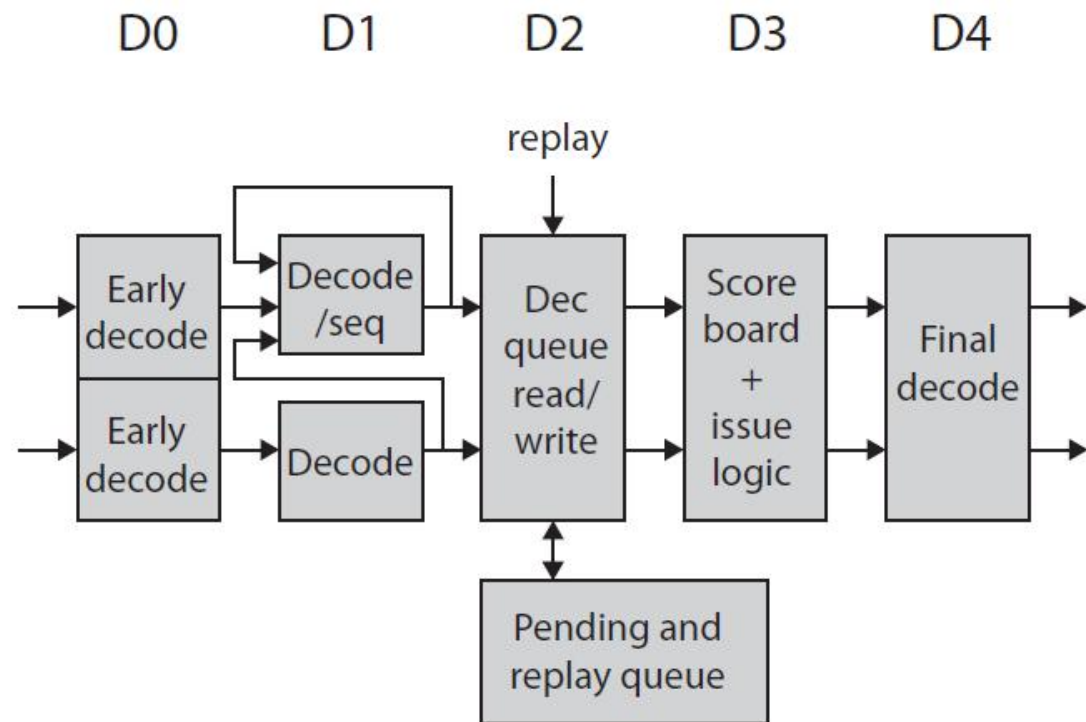 D0 D1 D2 D3 D4
replay
Early
decode
Early
decode
Decode
/seq
Decode
Dec
queue
read/
write
Score
board
+
issue
logic
Final
decode
Pending and
replay queue